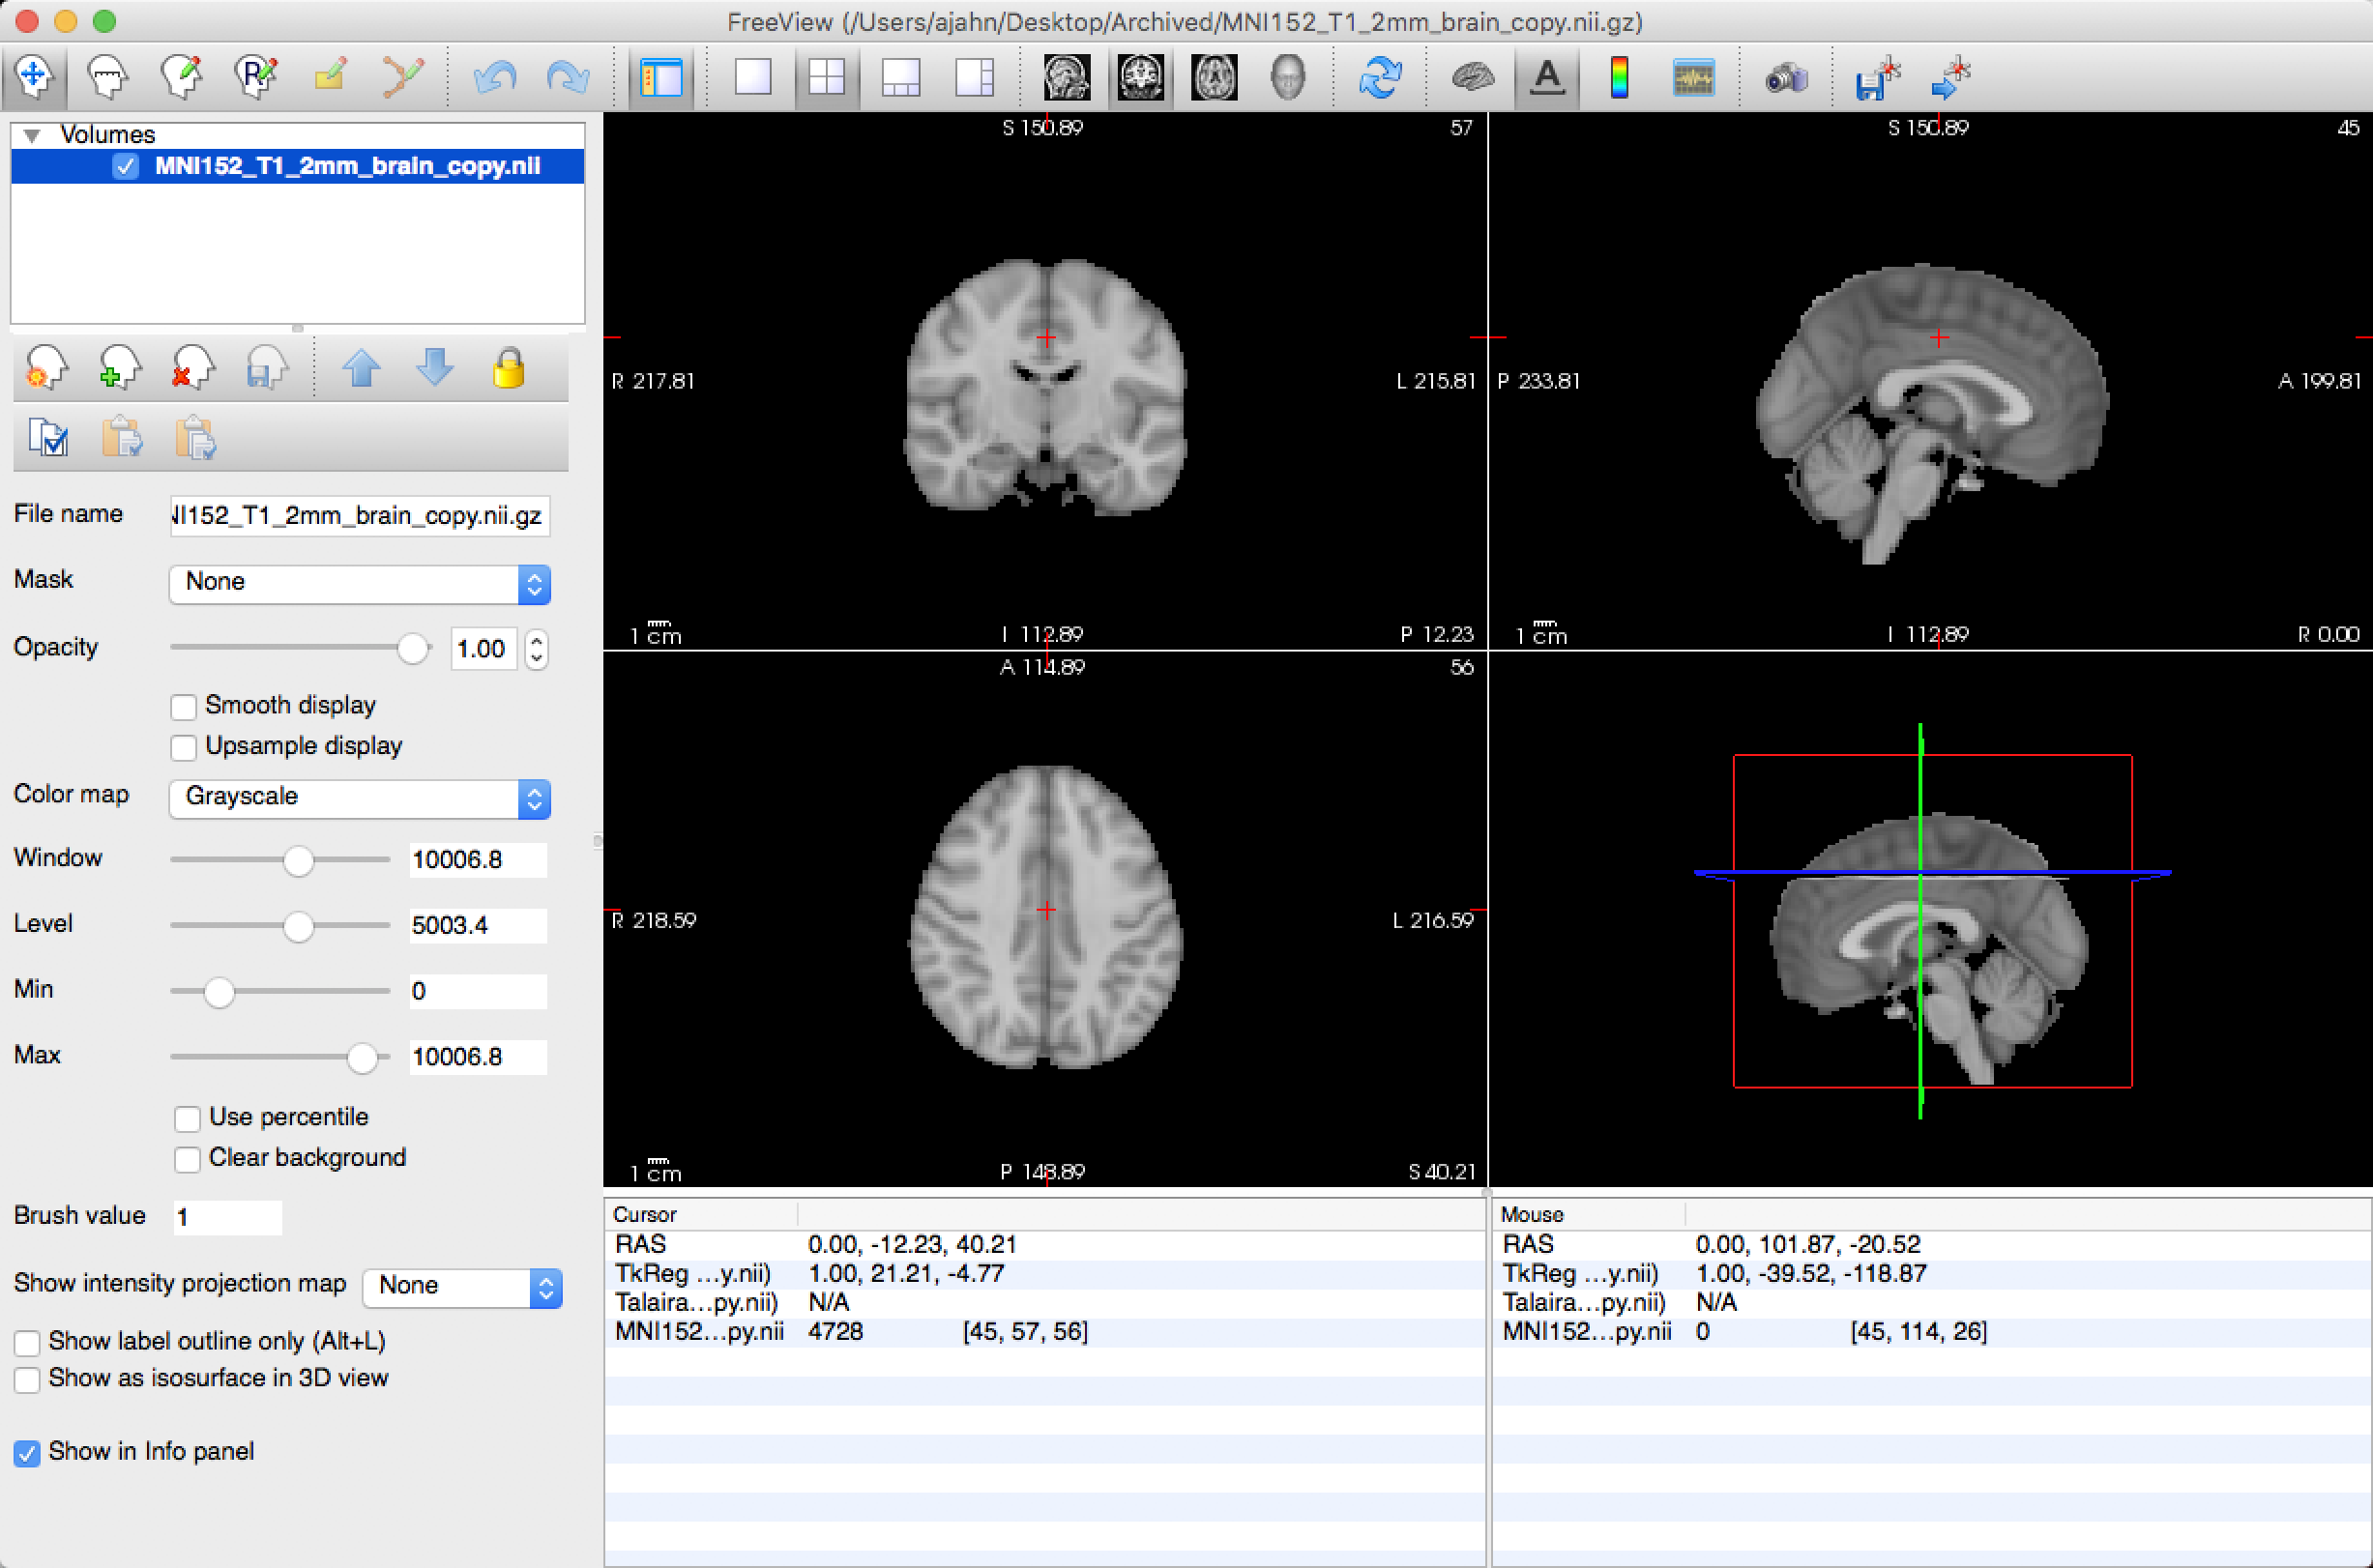 FreeView (/Users/ajahn/Desktop/Archived/MNI152_T1_2mm_brain_copy.nii.gz)
R
A
Volumes
MNI152_T1_2mm_brain_copy.nii
File name
NI152_T1_2mm_brain_copy.nii.gz
Mask None
Opacity 1.00
Smooth display
Upsample display
Color map Grayscale
Window 10006.8
Level 5003.4
Min 0
Max 10006.8
Use percentile
Clear background
Brush value 1
Show intensity projection map None
Show label outline only (Alt+L)
Show as isosurface in 3D view
Show in Info panel
S 150.89 57
R 217.81 L 215.81
1 cm I 112.89 P 12.23
S 150.89 45
P 233.81 A 199.81
1 cm I 112.89 R 0.00
A 114.89 56
R 218.59 L 216.59
1 cm P 148.89 S 40.21
Cursor
RAS 0.00, -12.23, 40.21
TkReg ...y.nii) 1.00, 21.21, -4.77
Talaira...py.nii) N/A
MNI152...py.nii 4728 [45, 57, 56]
Mouse
RAS 0.00, 101.87, -20.52
TkReg ...y.nii) 1.00, -39.52, -118.87
Talaira...py.nii) N/A
MNI152...py.nii 0 [45, 114, 26]